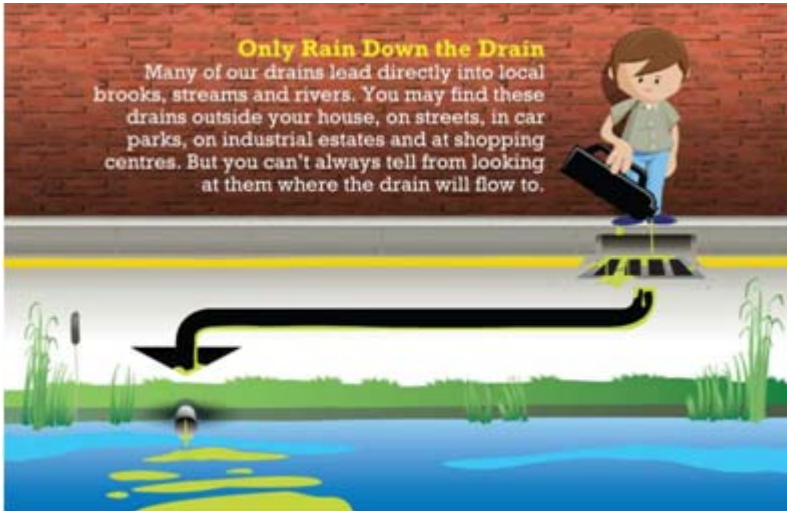 Only Rain Down the Drain
Many of our drains lead directly into local
brooks, streams and rivers. You may find these
drains outside your house, on streets, in car
parks, on industrial estates and at shopping
centres. But you can't always tell from looking
at them where the drain will flow to.